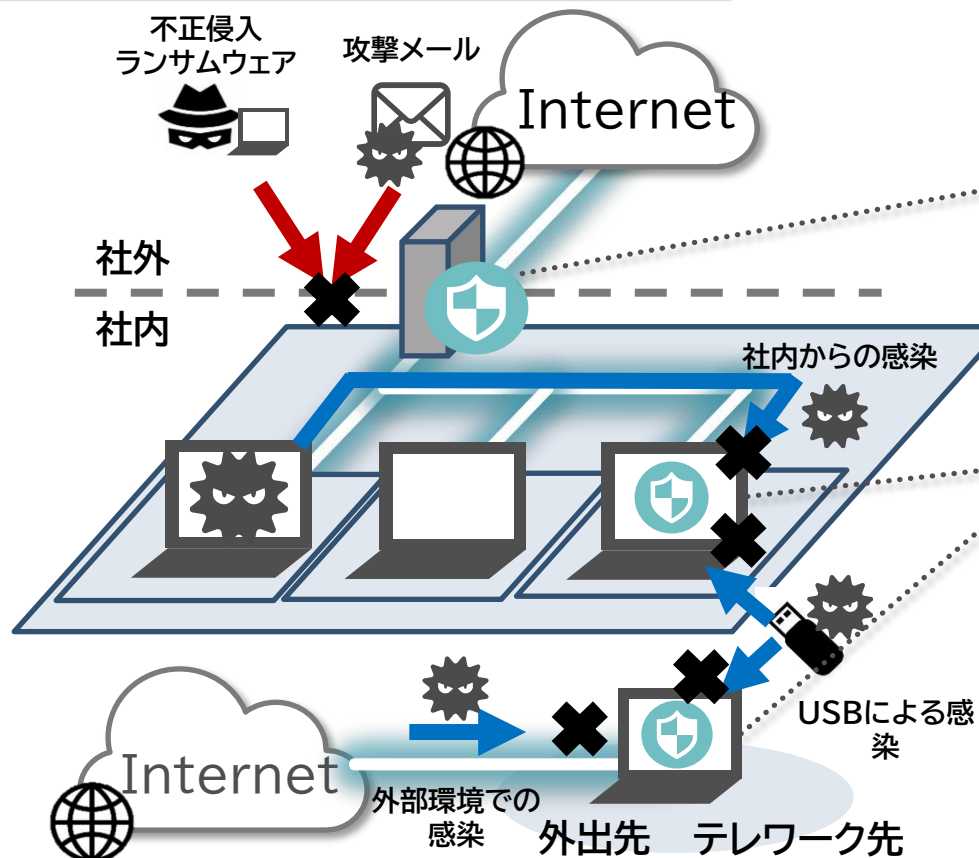 不正侵入
ランサムウェア
攻撃メール
Internet
社外
社内
社内からの感染
USBによる感
染
Internet
外部環境での
感染
外出先
テレワーク先